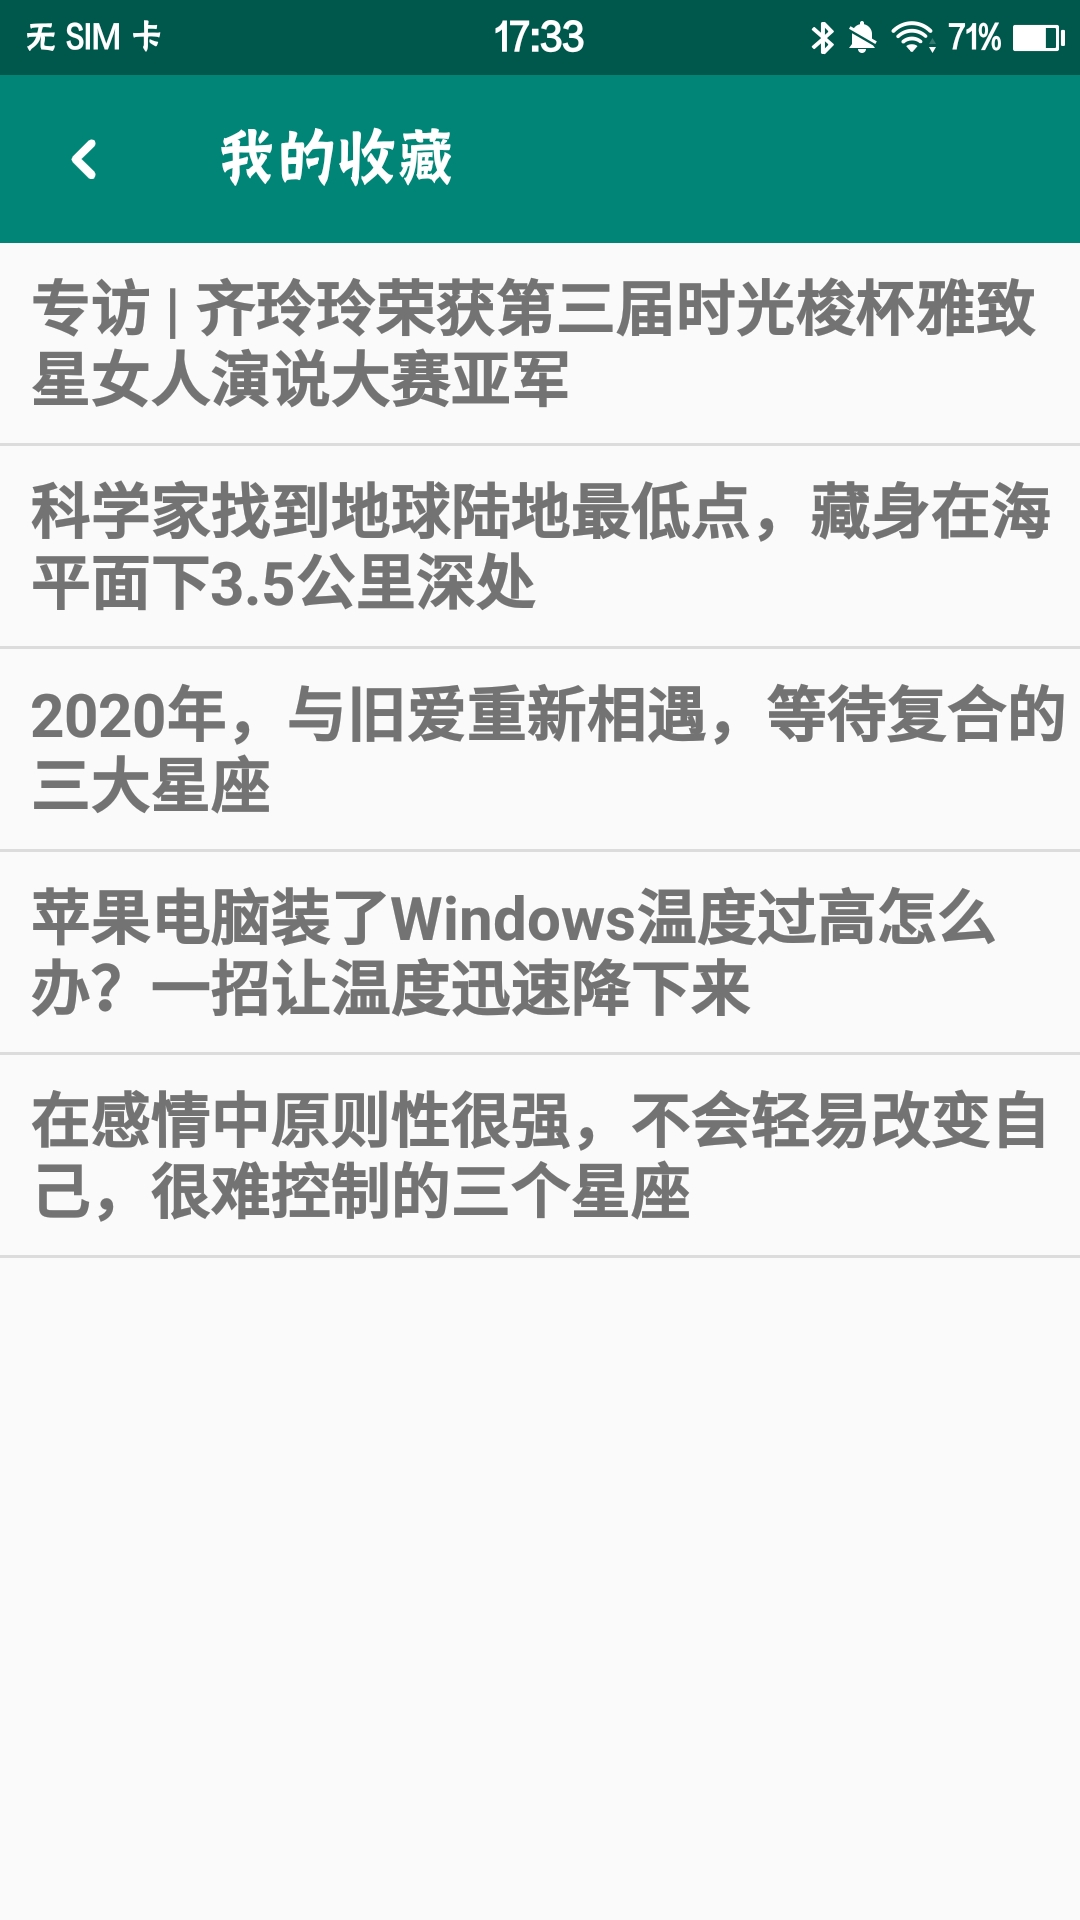 无 SIM 卡 17:33 71%
我的收藏
专访 | 齐玲玲荣获第三届时光梭杯雅致
星女人演说大赛亚军
科学家找到地球陆地最低点，藏身在海
平面下3.5公里深处
2020年，与旧爱重新相遇，等待复合的
三大星座
苹果电脑装了Windows温度过高怎么
办？一招让温度迅速降下来
在感情中原则性很强，不会轻易改变自
己，很难控制的三个星座